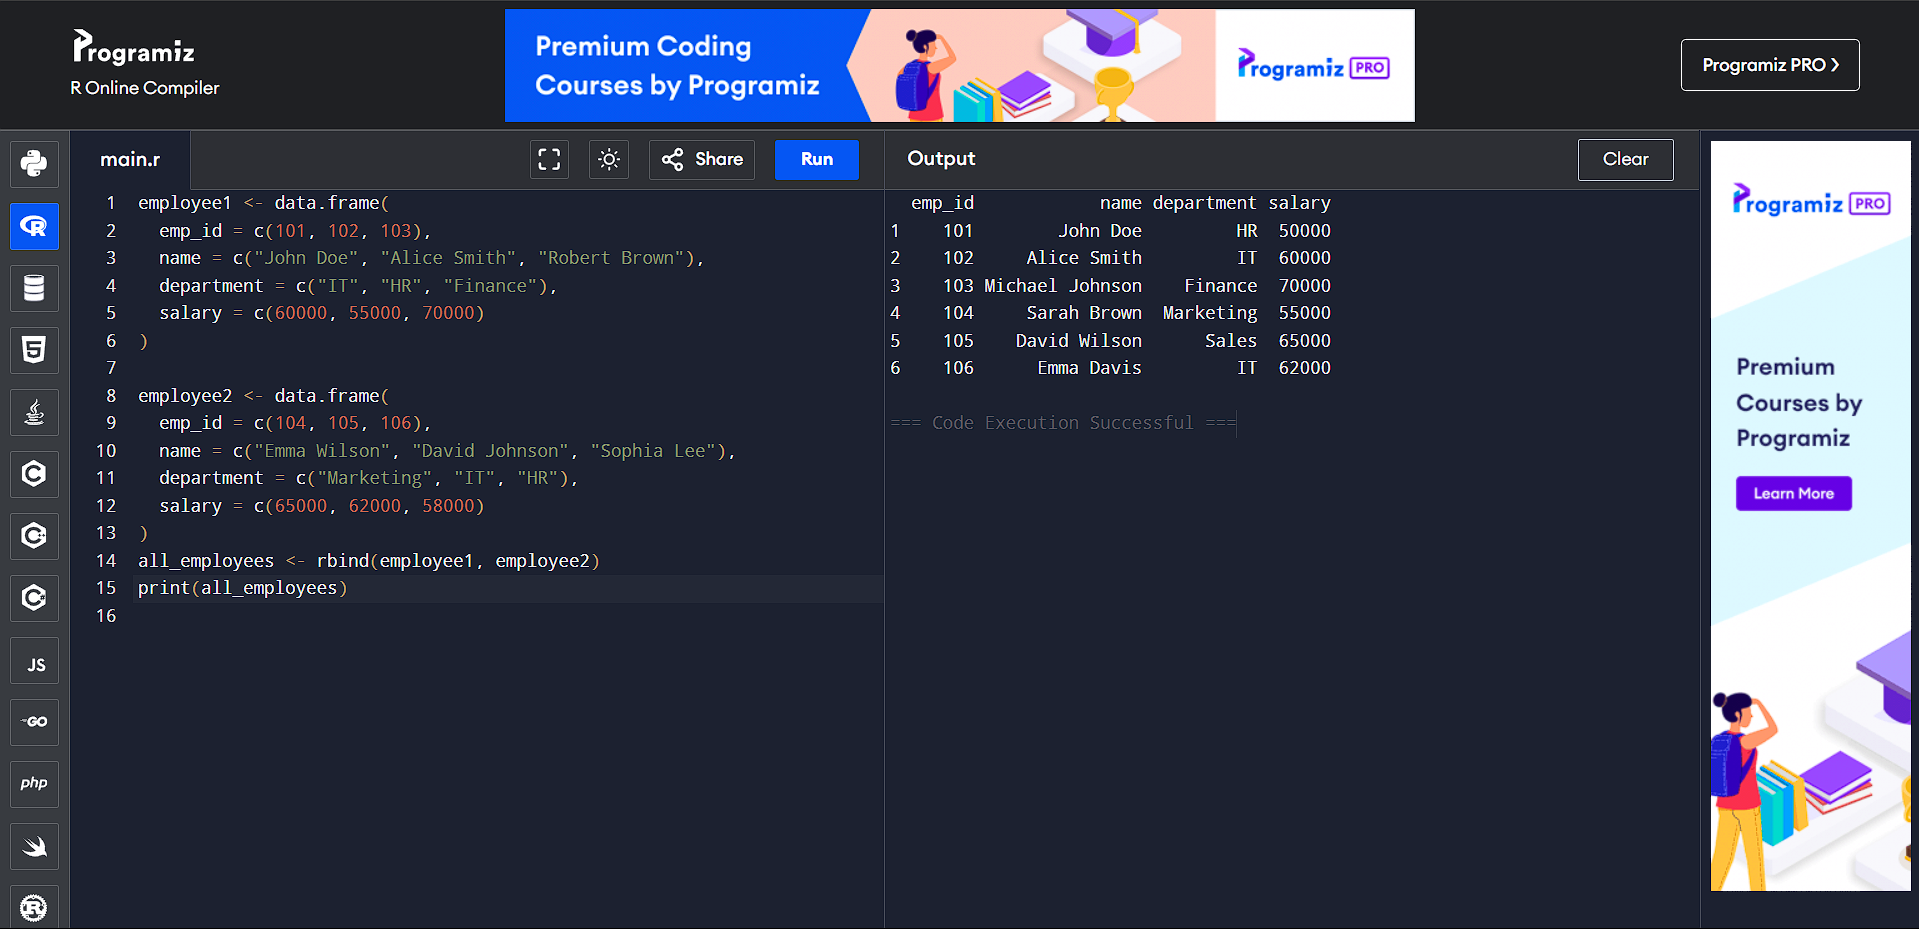 Programiz
R Online Compiler
Premium Coding
Courses by Programiz
Programiz PRO
Programiz PRO ❯
main.r
Share
Run
Output
Clear
1 employee1 <- data.frame(
2   emp_id = c(101, 102, 103),
3   name = c("John Doe", "Alice Smith", "Robert Brown"),
4   department = c("IT", "HR", "Finance"),
5   salary = c(60000, 55000, 70000)
6 )
7
8 employee2 <- data.frame(
9   emp_id = c(104, 105, 106),
10   name = c("Emma Wilson", "David Johnson", "Sophia Lee"),
11   department = c("Marketing", "IT", "HR"),
12   salary = c(65000, 62000, 58000)
13 )
14 all_employees <- rbind(employee1, employee2)
15 print(all_employees)
16
  emp_id            name department salary
1    101        John Doe         HR  50000
2    102     Alice Smith         IT  60000
3    103 Michael Johnson    Finance  70000
4    104     Sarah Brown  Marketing  55000
5    105    David Wilson      Sales  65000
6    106      Emma Davis         IT  62000
=== Code Execution Successful ===
JS
GO
php
Programiz PRO
Premium
Courses by
Programiz
Learn More